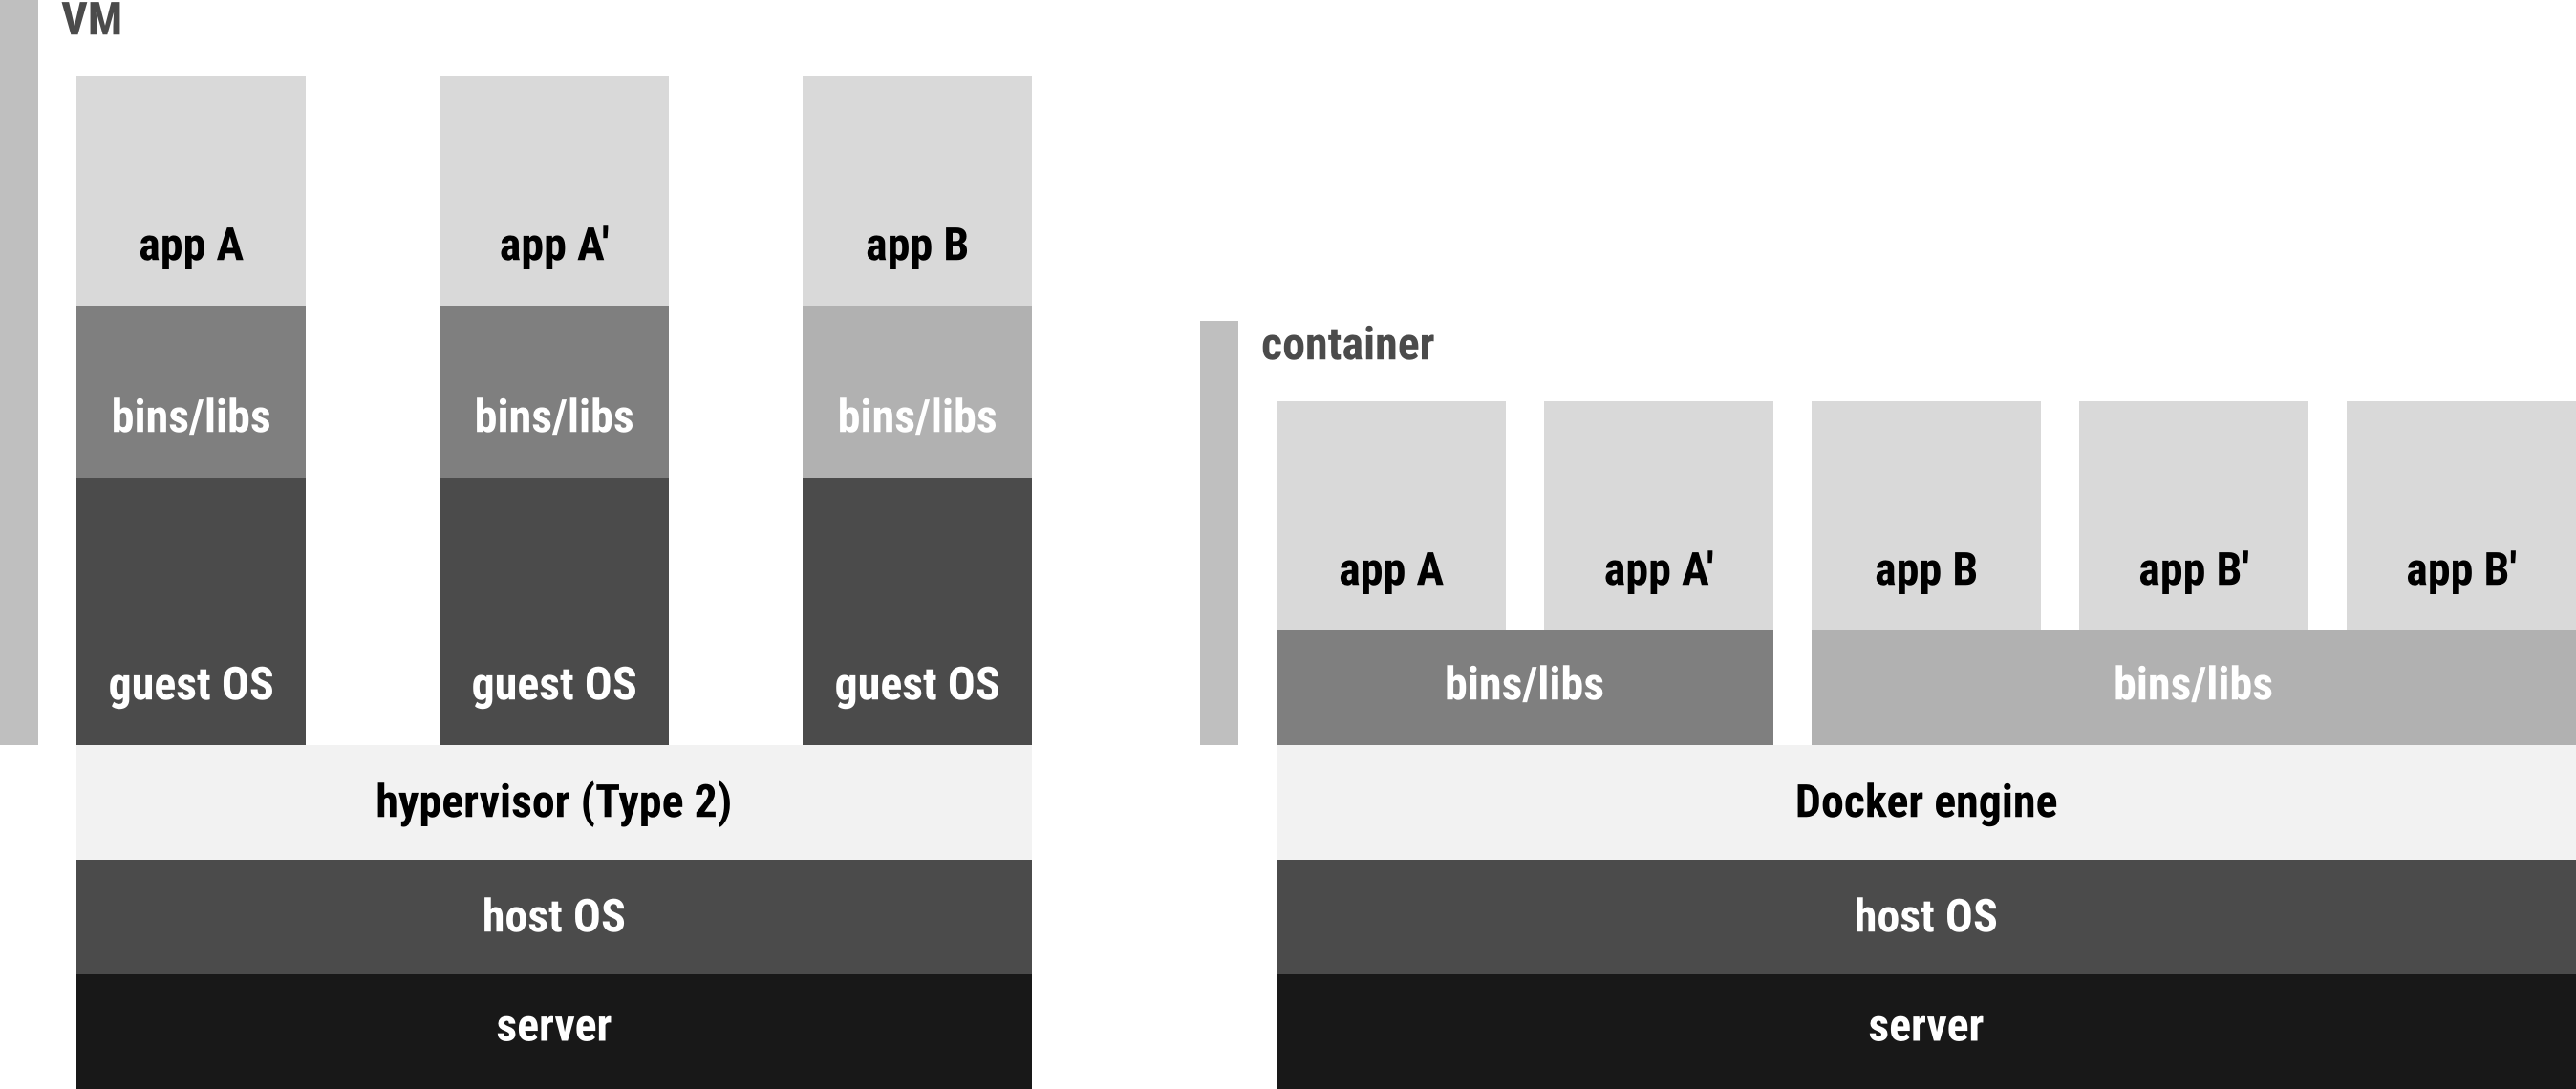 VM
app A
app A'
app B
bins/libs
bins/libs
bins/libs
guest OS
guest OS
guest OS
hypervisor (Type 2)
host OS
server
container
app A
app A'
app B
app B'
app B'
bins/libs
bins/libs
Docker engine
host OS
server